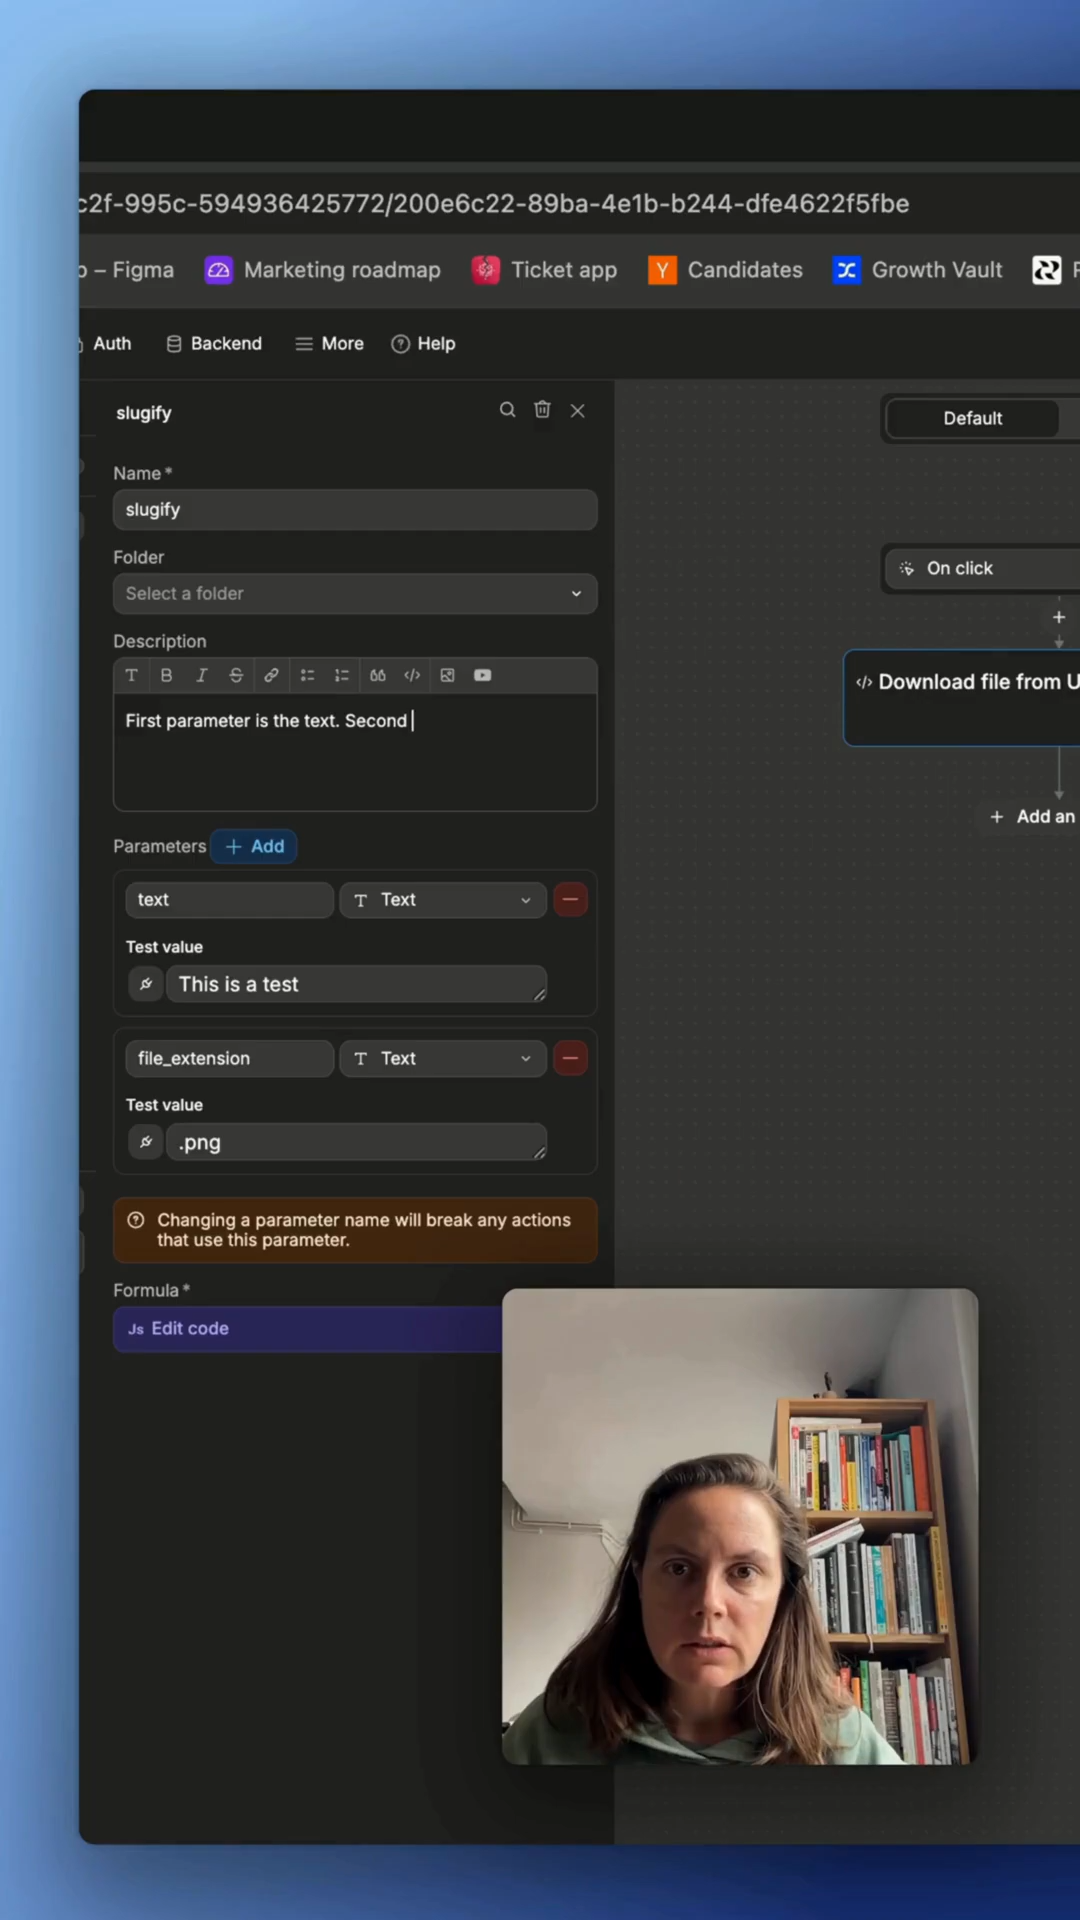 c2f-995c-594936425772/200e6c22-89ba-4e1b-b244-dfe4622f5fbe
– Figma Marketing roadmap Ticket app Y Candidates Growth Vault
Auth Backend More Help
slugify
Default
Name *
slugify
Folder
Select a folder
On click
Description
T B I S
First parameter is the text. Second
</> Download file from U
Parameters + Add
+ Add an
text T Text
Test value
This is a test
file_extension T Text
Test value
.png
Changing a parameter name will break any actions
that use this parameter.
Formula *
Js Edit code